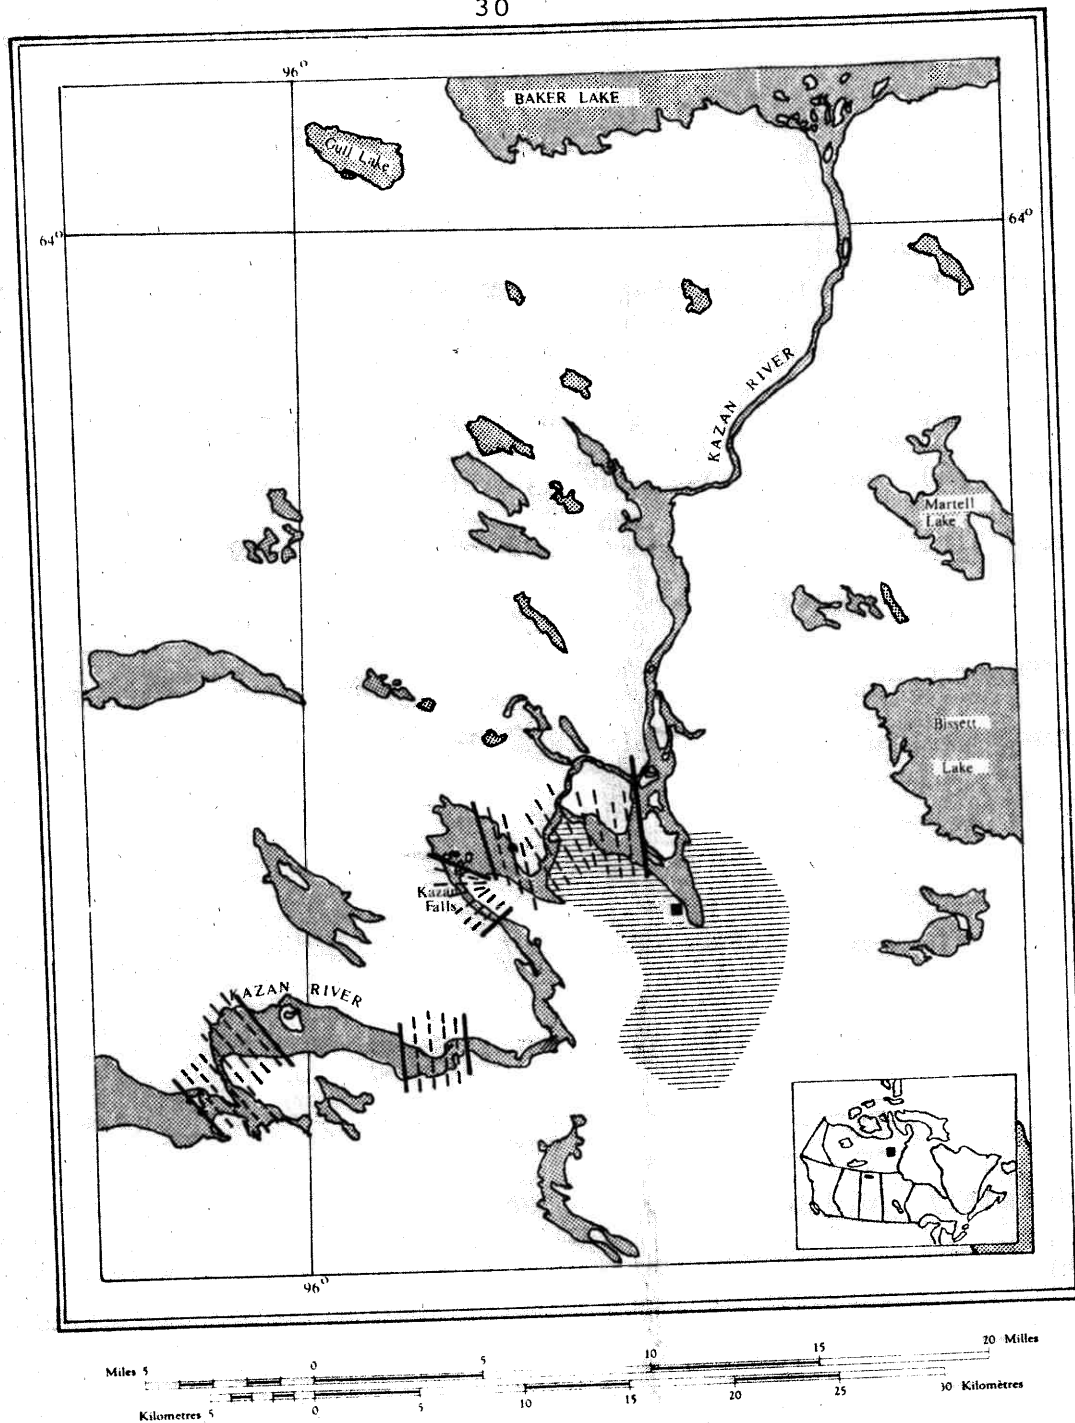 30
96°
BAKER LAKE
Gull Lake
64°
64°
KAZAN RIVER
Martell
Lake
Bissett
Lake
Kazan
Falls
KAZAN RIVER
96°
Miles 5 0 5 10 15 20 Milles
Kilometres 5 0 5 10 15 20 25 30 Kilomètres